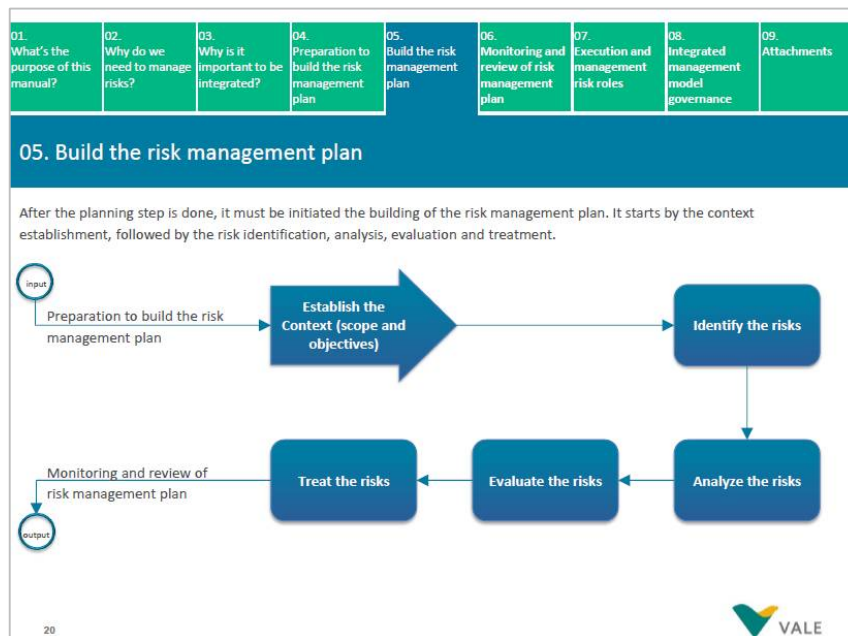 01.
What's the
purpose of this
manual?
02.
Why do we
need to manage
risks?
03.
Why is it
important to be
integrated?
04.
Preparation to
build the risk
management
plan
05.
Build the risk
management
plan
06.
Monitoring and
review of risk
management
plan
07.
Execution and
management
risk roles
08.
Integrated
management
model
governance
09.
Attachments
05. Build the risk management plan
After the planning step is done, it must be initiated the building of the risk management plan. It starts by the context
establishment, followed by the risk identification, analysis, evaluation and treatment.
input
Preparation to build the risk
management plan
Establish the
Context (scope and
objectives)
Identify the risks
Monitoring and review of
risk management plan
Treat the risks
Evaluate the risks
Analyze the risks
output
20
VALE